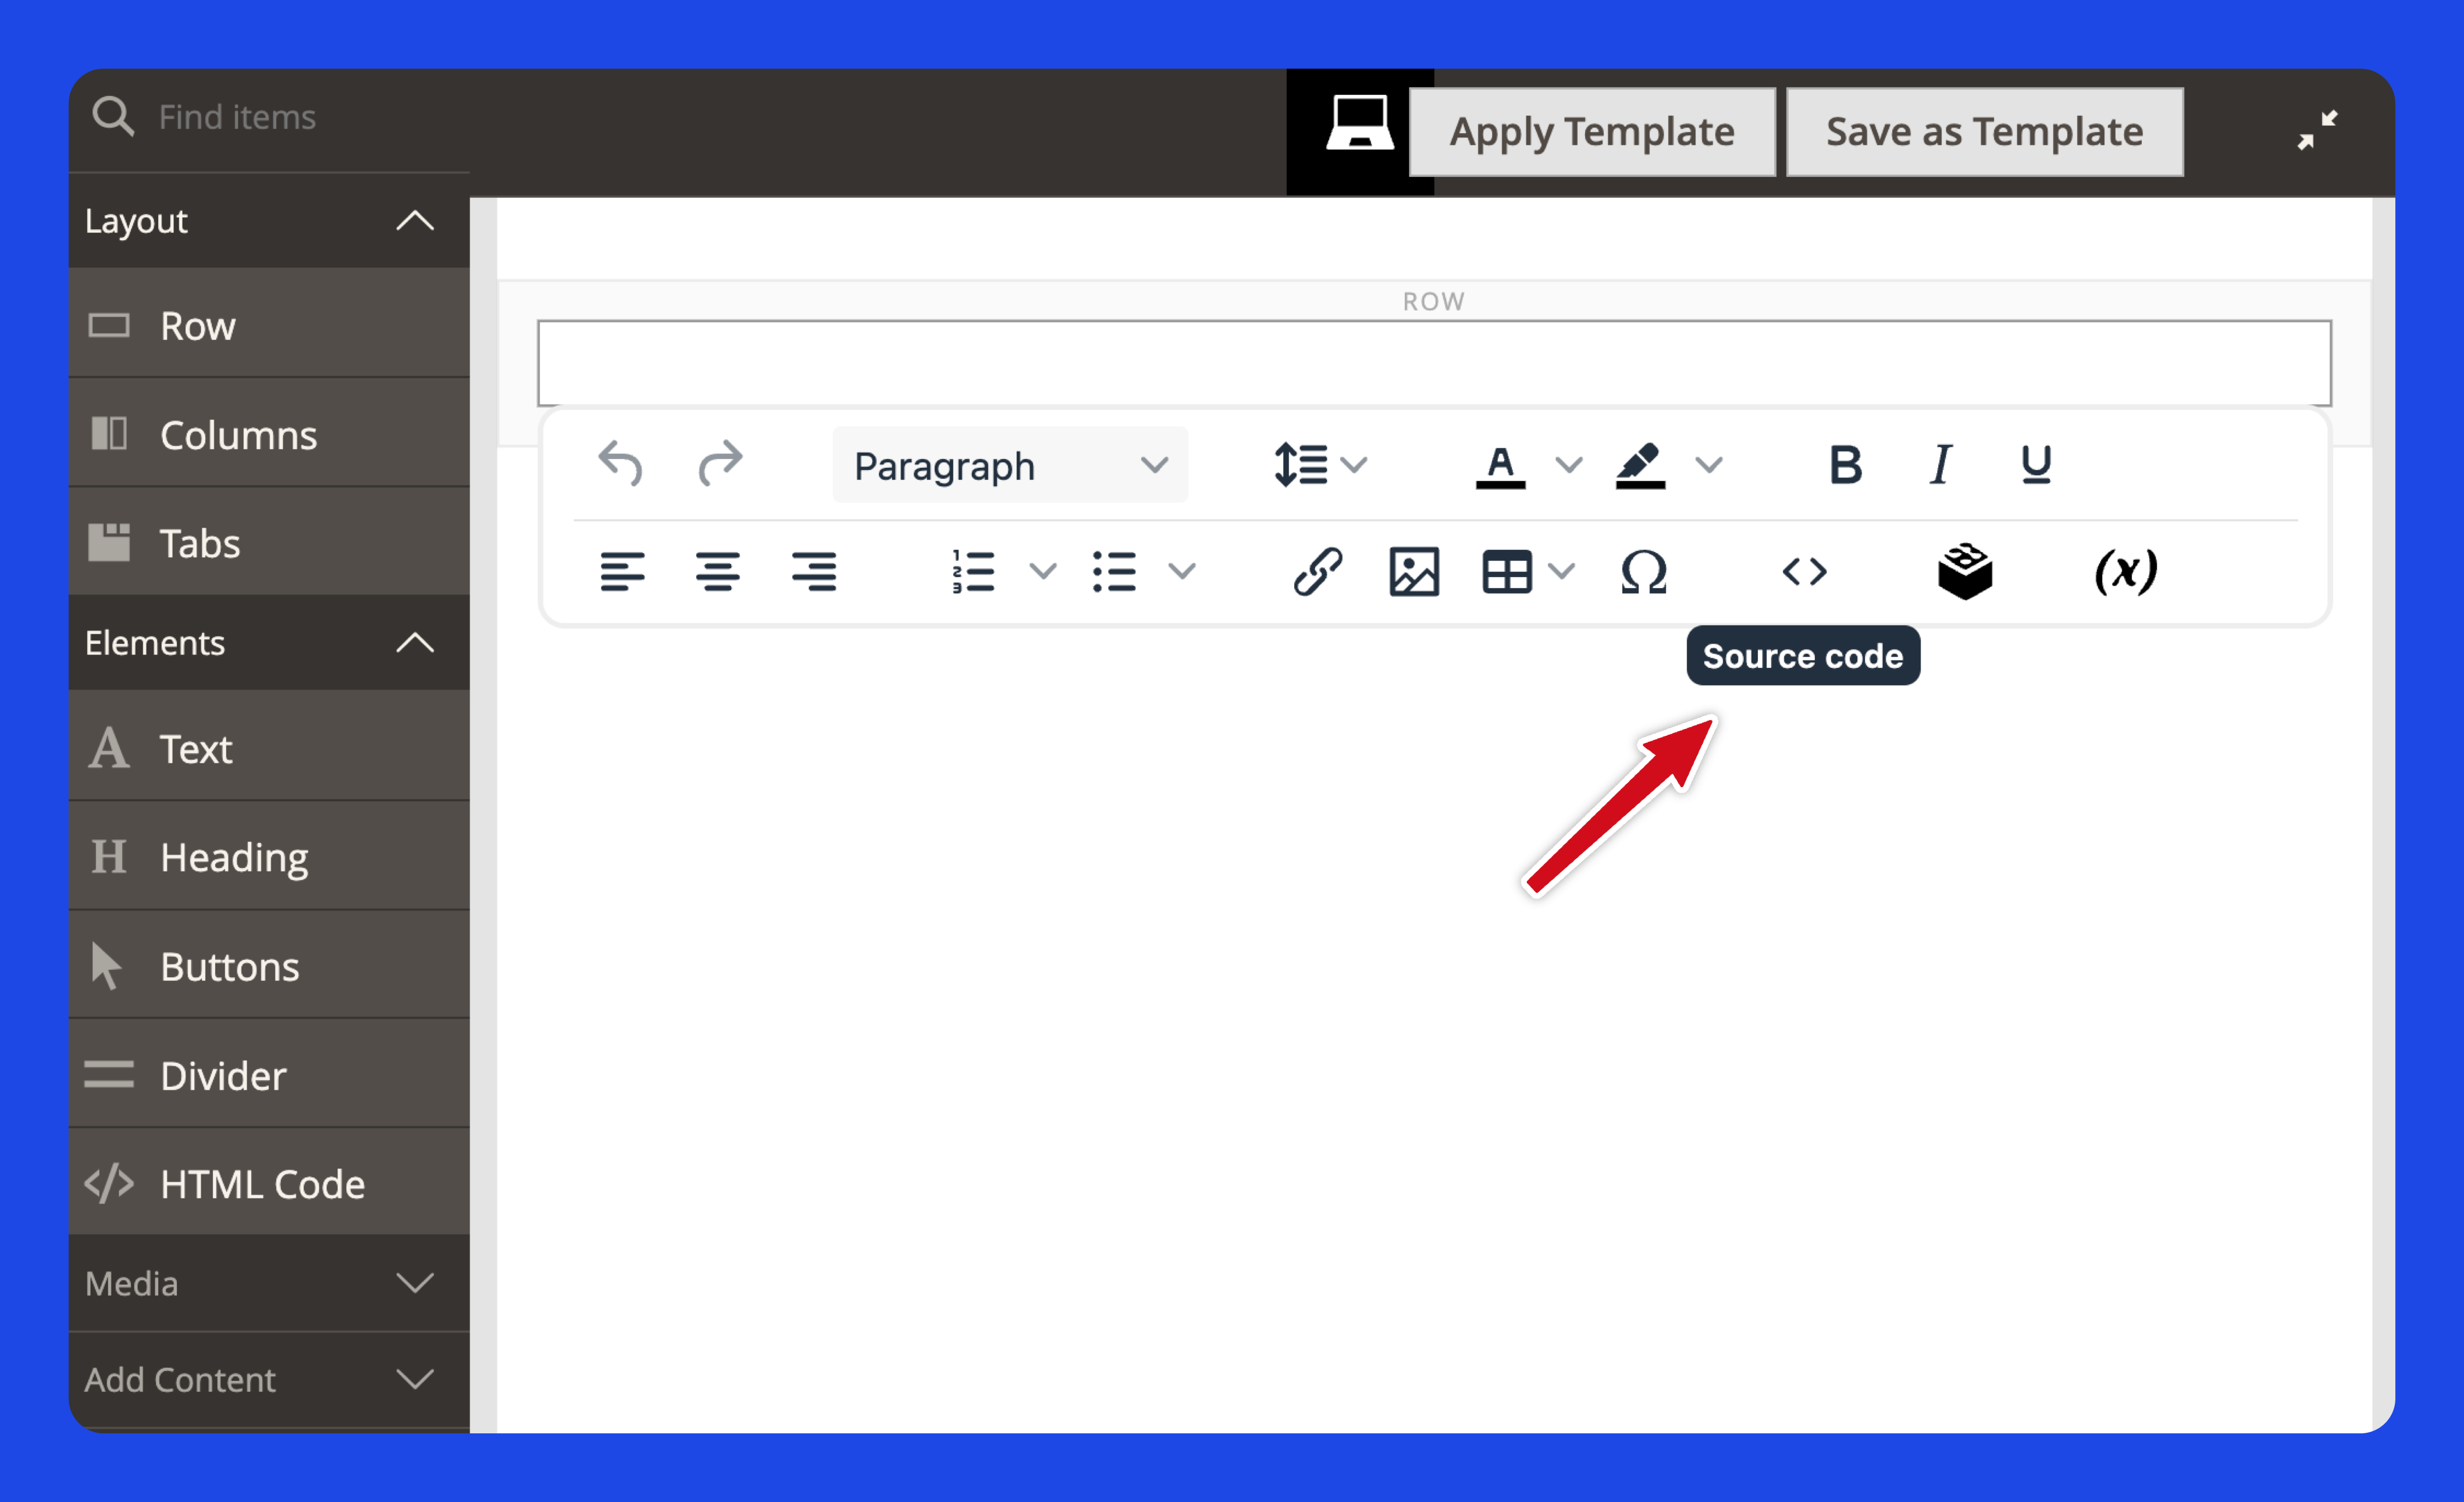 Find items
Apply Template
Save as Template
Layout
Row
Columns
Tabs
Elements
Text
Heading
Buttons
Divider
HTML Code
Media
Add Content
ROW
Paragraph
A
B
I
U
Ω
<>
(x)
Source code